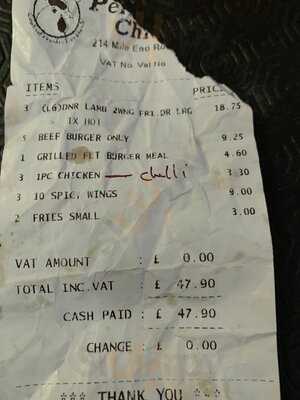 Chi
214 Mile End Ro
VAT No. Vat No
ITEMS PRIC
3 (L6)DNR LAMB 2WNG FRI.DR LRG 18.75
1X HOT
5 BEEF BURGER ONLY 9.25
1 GRILLED FLT BURGER MEAL 4.60
3 1PC CHICKEN — chilli 3.30
3 10 SPIC. WINGS 9.00
2 FRIES SMALL 3.00
VAT AMOUNT : £ 0.00
TOTAL INC.VAT : £ 47.90
CASH PAID : £ 47.90
CHANGE : £ 0.00
*** THANK YOU ***